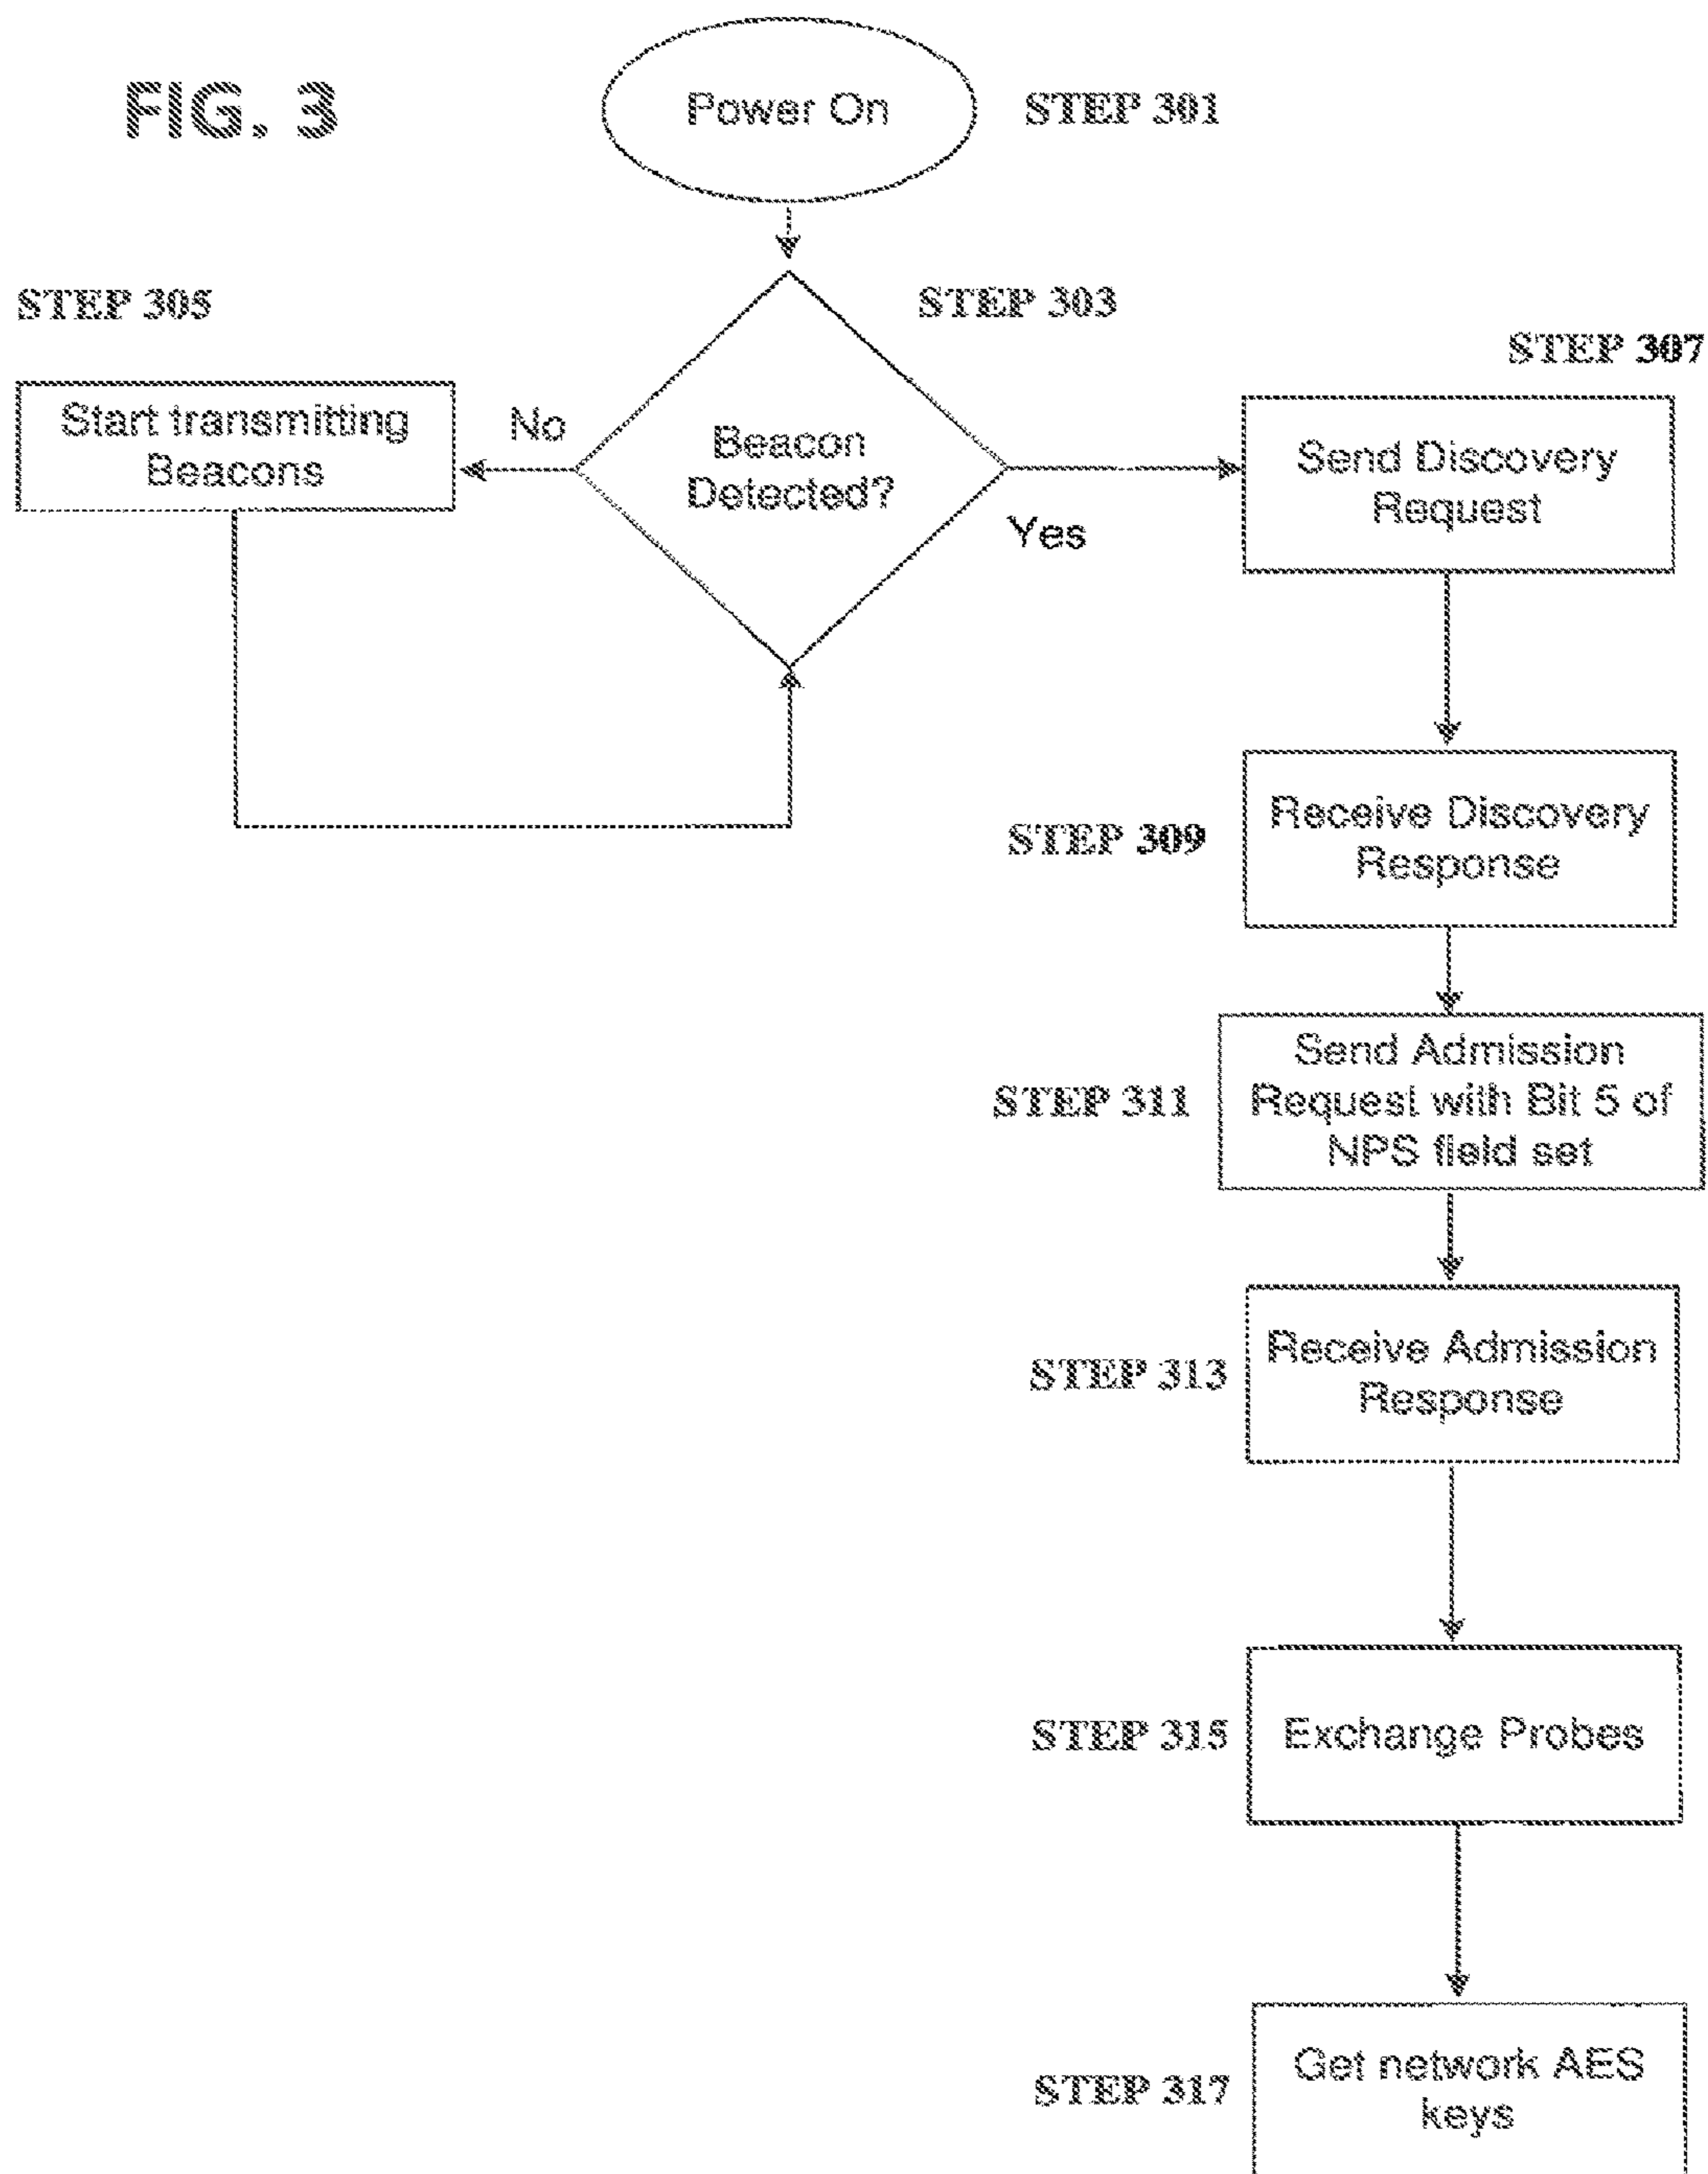 FIG. 3
Power On
STEP 301
STEP 305
STEP 303
STEP 307
Start transmitting
Beacons
No
Beacon
Detected?
Yes
Send Discovery
Request
STEP 309
Receive Discovery
Response
STEP 311
Send Admission
Request with Bit 5 of
NPS field set
STEP 313
Receive Admission
Response
STEP 315
Exchange Probes
STEP 317
Get network AES
keys